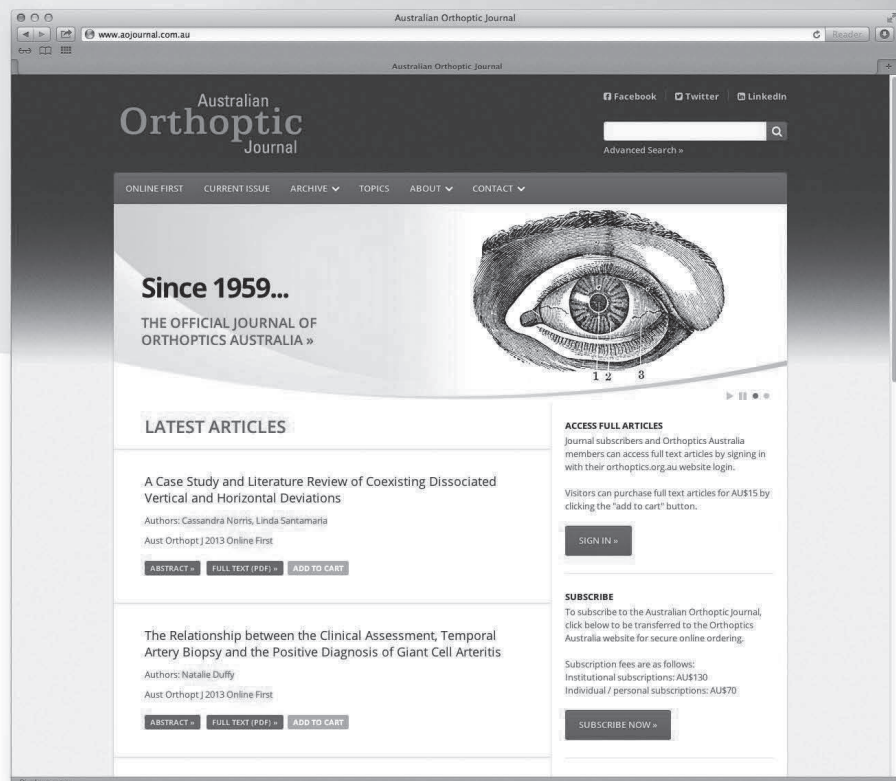 Australian Orthoptic Journal
www.aojournal.com.au
Reader
Australian Orthoptic Journal
Australian
Orthoptic
Journal
Facebook
Twitter
LinkedIn
Advanced Search »
ONLINE FIRST CURRENT ISSUE ARCHIVE TOPICS ABOUT CONTACT
Since 1959...
THE OFFICIAL JOURNAL OF
ORTHOPTICS AUSTRALIA »
1 2 3
LATEST ARTICLES
A Case Study and Literature Review of Coexisting Dissociated
Vertical and Horizontal Deviations
Authors: Cassandra Norris, Linda Santamaria
Aust Orthopt J 2013 Online First
ABSTRACT » FULL TEXT (PDF) » ADD TO CART
The Relationship between the Clinical Assessment, Temporal
Artery Biopsy and the Positive Diagnosis of Giant Cell Arteritis
Authors: Natalie Duffy
Aust Orthopt J 2013 Online First
ABSTRACT » FULL TEXT (PDF) » ADD TO CART
ACCESS FULL ARTICLES
Journal subscribers and Orthoptics Australia
members can access full text articles by signing in
with their orthoptics.org.au website login.
Visitors can purchase full text articles for AU$15 by
clicking the "add to cart" button.
SIGN IN »
SUBSCRIBE
To subscribe to the Australian Orthoptic Journal,
click below to be transferred to the Orthoptics
Australia website for secure online ordering.
Subscription fees are as follows:
Institutional subscriptions: AU$130
Individual / personal subscriptions: AU$70
SUBSCRIBE NOW »